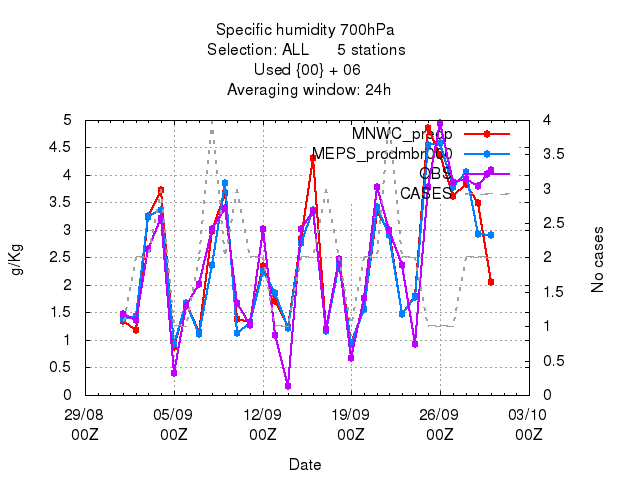 Specific humidity 700hPa
Selection: ALL 5 stations
Used {00} + 06
Averaging window: 24h
5
4.5
4
3.5
3
2.5
2
1.5
1
0.5
0
g/Kg
4
3.5
3
2.5
2
1.5
1
0.5
0
No cases
MNWC_preop
MEPS_prodmbr000
OBS
CASES
29/08 05/09 12/09 19/09 26/09 03/10
00Z 00Z 00Z 00Z 00Z 00Z
Date